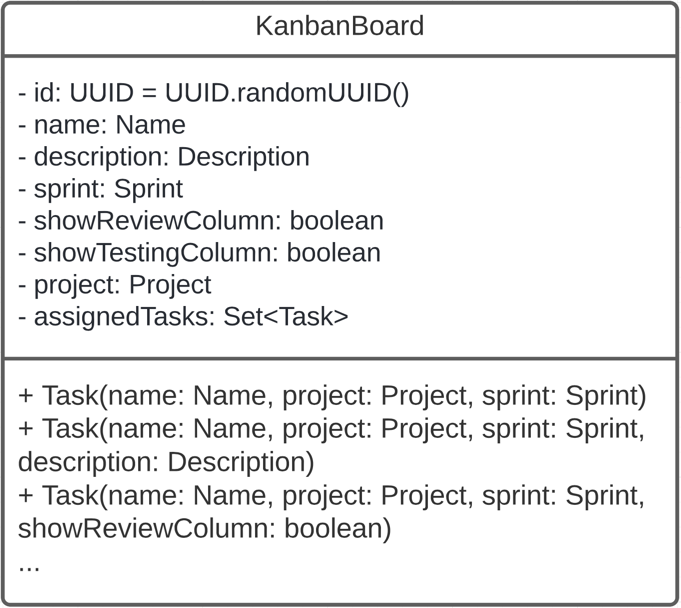 KanbanBoard
- id: UUID = UUID.randomUUID()
- name: Name
- description: Description
- sprint: Sprint
- showReviewColumn: boolean
- showTestingColumn: boolean
- project: Project
- assignedTasks: Set<Task>
+ Task(name: Name, project: Project, sprint: Sprint)
+ Task(name: Name, project: Project, sprint: Sprint,
description: Description)
+ Task(name: Name, project: Project, sprint: Sprint,
showReviewColumn: boolean)
...